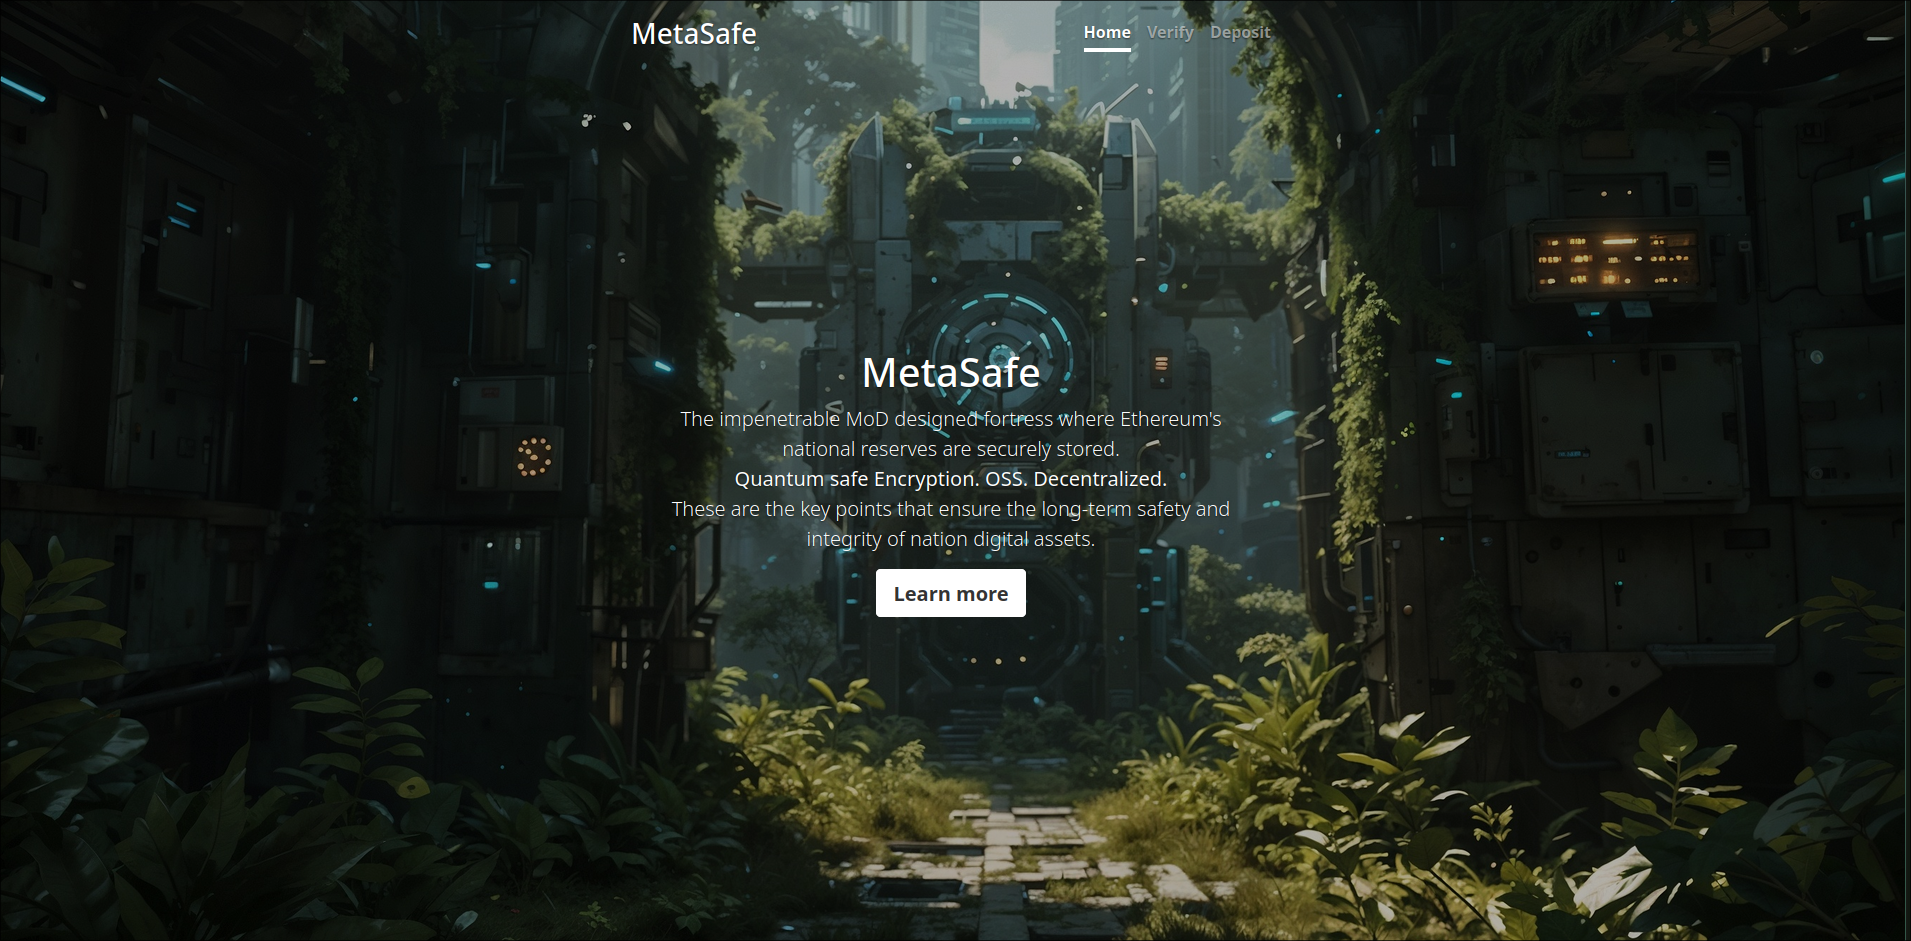 MetaSafe
Home Verify Deposit
MetaSafe
The impenetrable MoD designed fortress where Ethereum's
national reserves are securely stored.
Quantum safe Encryption. OSS. Decentralized.
These are the key points that ensure the long-term safety and
integrity of nation digital assets.
Learn more